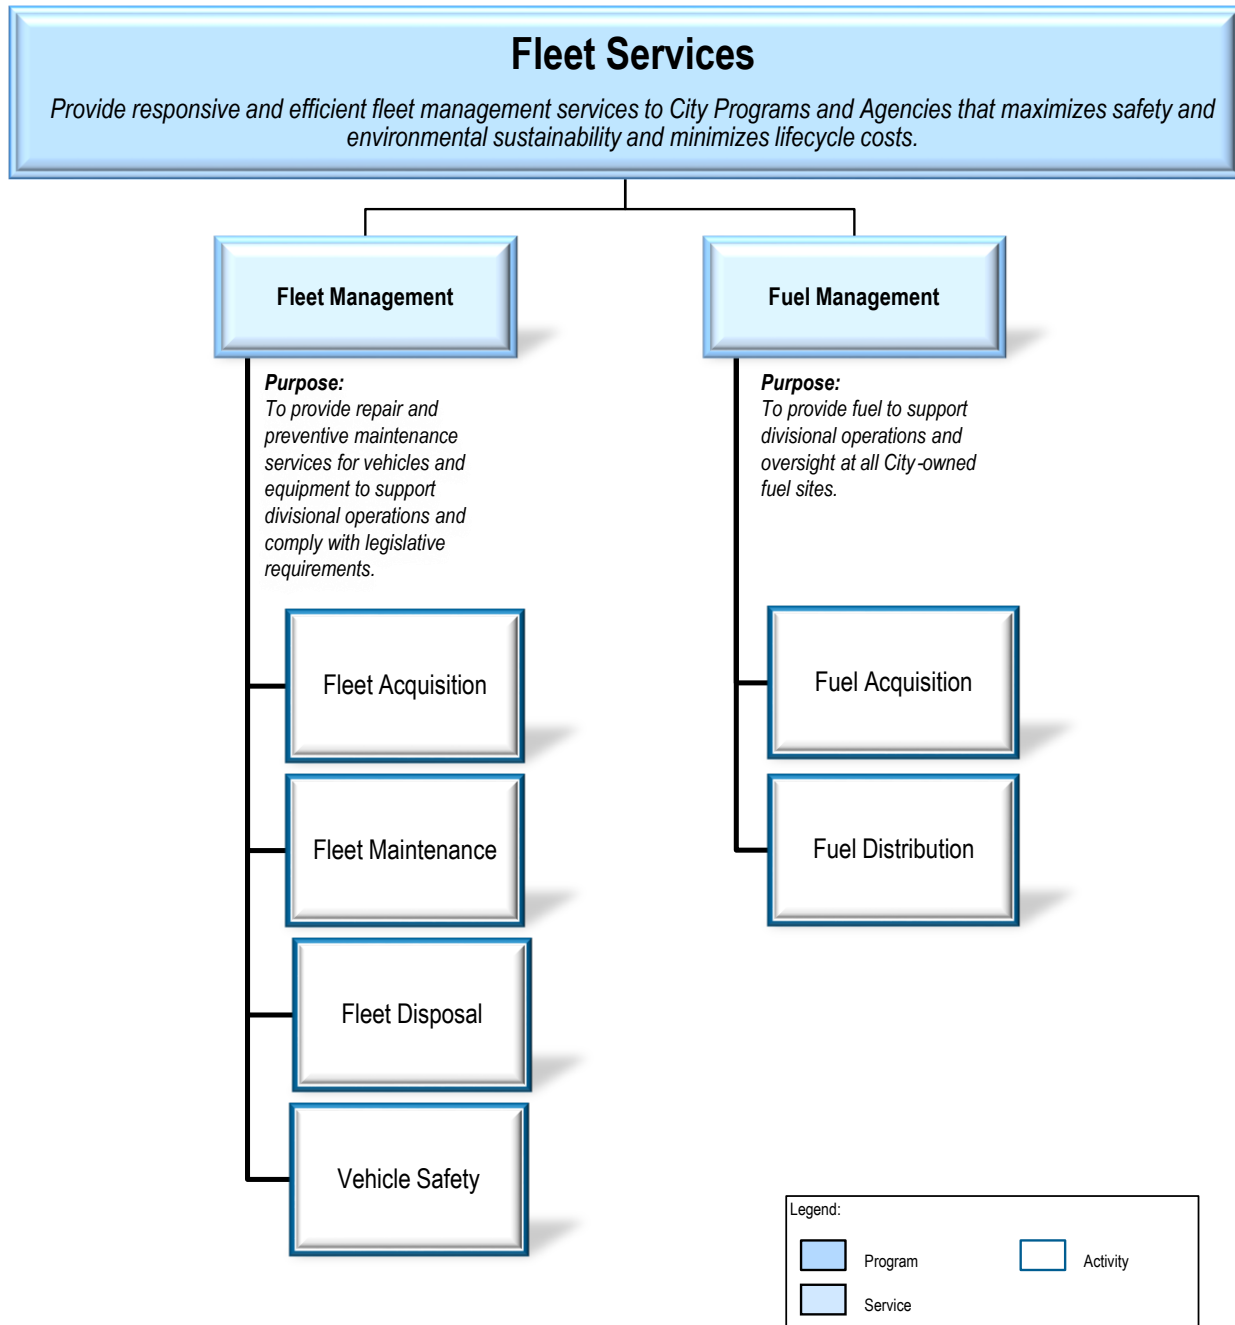 Fleet Services
Provide responsive and efficient fleet management services to City Programs and Agencies that maximizes safety and
environmental sustainability and minimizes lifecycle costs.
Fleet Management
Purpose:
To provide repair and
preventive maintenance
services for vehicles and
equipment to support
divisional operations and
comply with legislative
requirements.
Fleet Acquisition
Fleet Maintenance
Fleet Disposal
Vehicle Safety
Fuel Management
Purpose:
To provide fuel to support
divisional operations and
oversight at all City-owned
fuel sites.
Fuel Acquisition
Fuel Distribution
Legend:
Program
Activity
Service